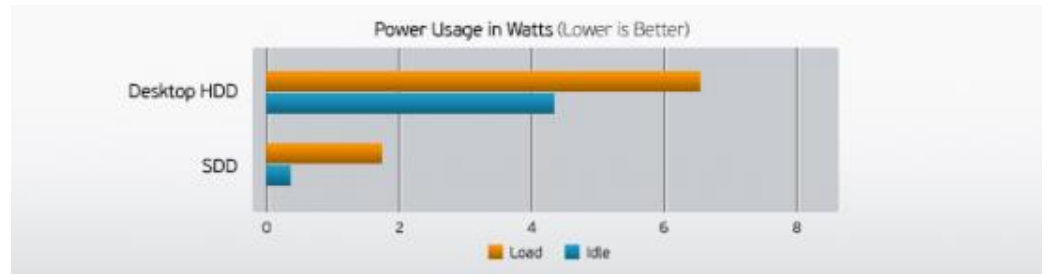 Power Usage in Watts (Lower is Better)
Desktop HDD
SDD
0 2 4 6 8
Load Idle